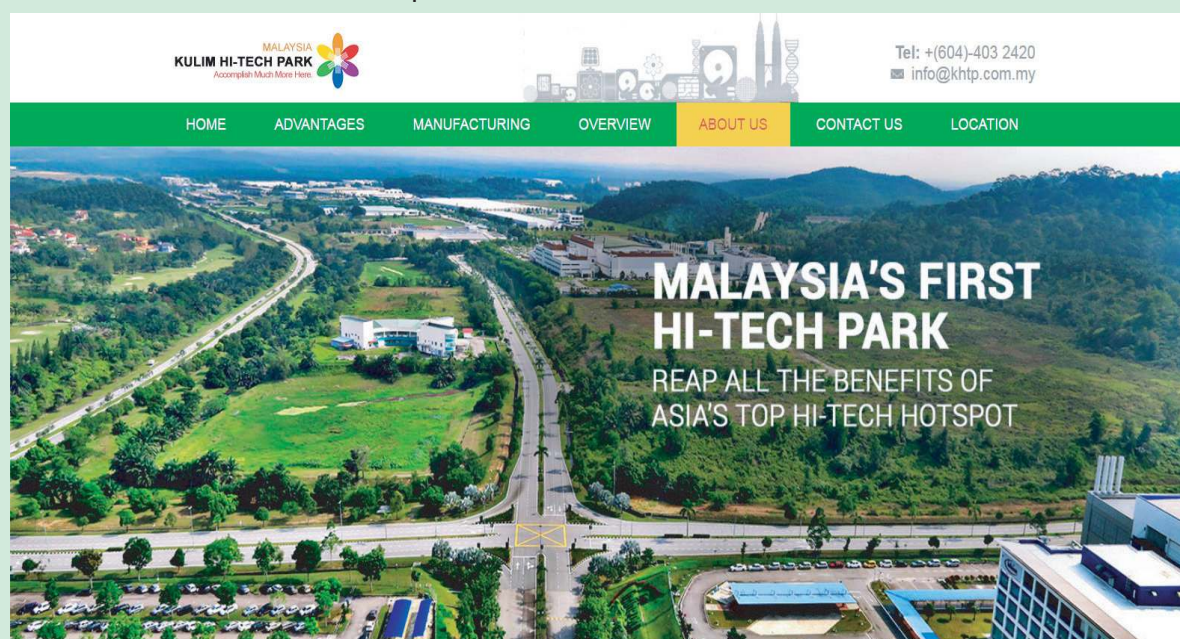 MALAYSIA
KULIM HI-TECH PARK
Accomplish Much More Here.
Tel: +(604)-403 2420
info@khtp.com.my
HOME ADVANTAGES MANUFACTURING OVERVIEW ABOUT US CONTACT US LOCATION
MALAYSIA'S FIRST
HI-TECH PARK
REAP ALL THE BENEFITS OF
ASIA'S TOP HI-TECH HOTSPOT